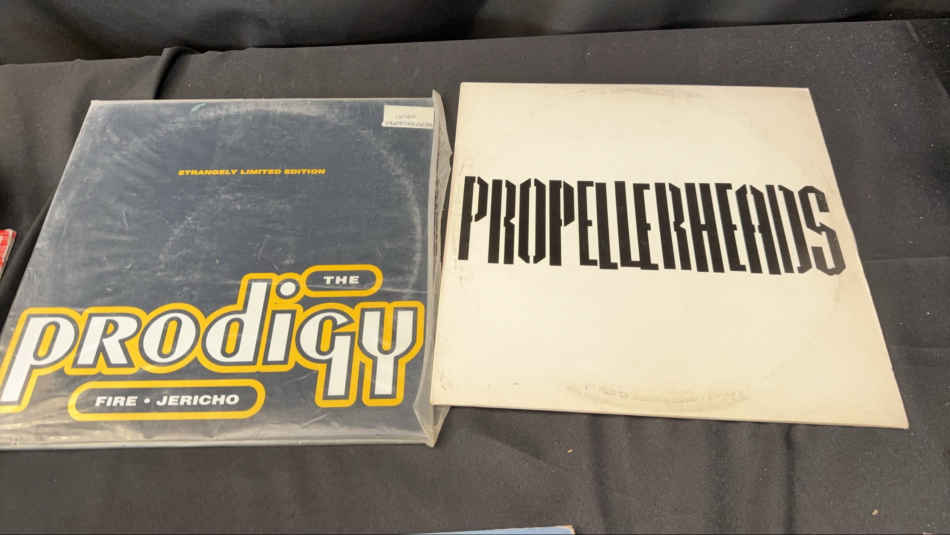 STRANGELY LIMITED EDITION
THE
prodigy
FIRE • JERICHO
PROPELLERHEADS